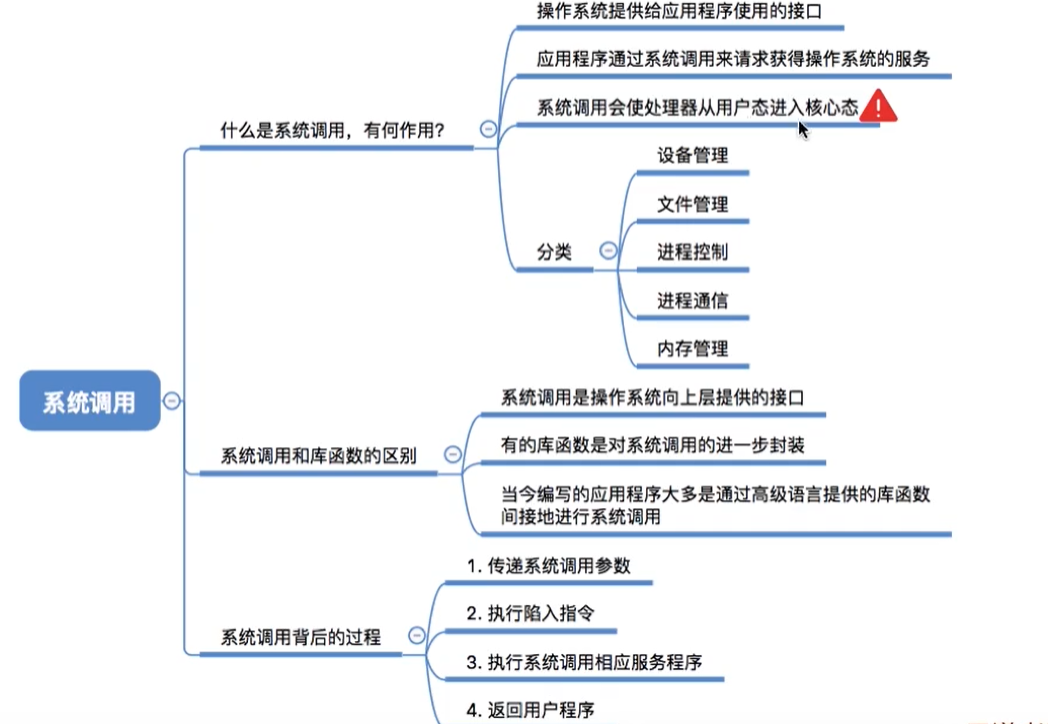 操作系统提供给应用程序使用的接口
应用程序通过系统调用来请求获得操作系统的服务
系统调用会使处理器从用户态进入核心态
什么是系统调用，有何作用？
设备管理
文件管理
分类
进程控制
进程通信
内存管理
系统调用
系统调用是操作系统向上层提供的接口
系统调用和库函数的区别
有的库函数是对系统调用的进一步封装
当今编写的应用程序大多是通过高级语言提供的库函数
间接地进行系统调用
1. 传递系统调用参数
2. 执行陷入指令
系统调用背后的过程
3. 执行系统调用相应服务程序
4. 返回用户程序